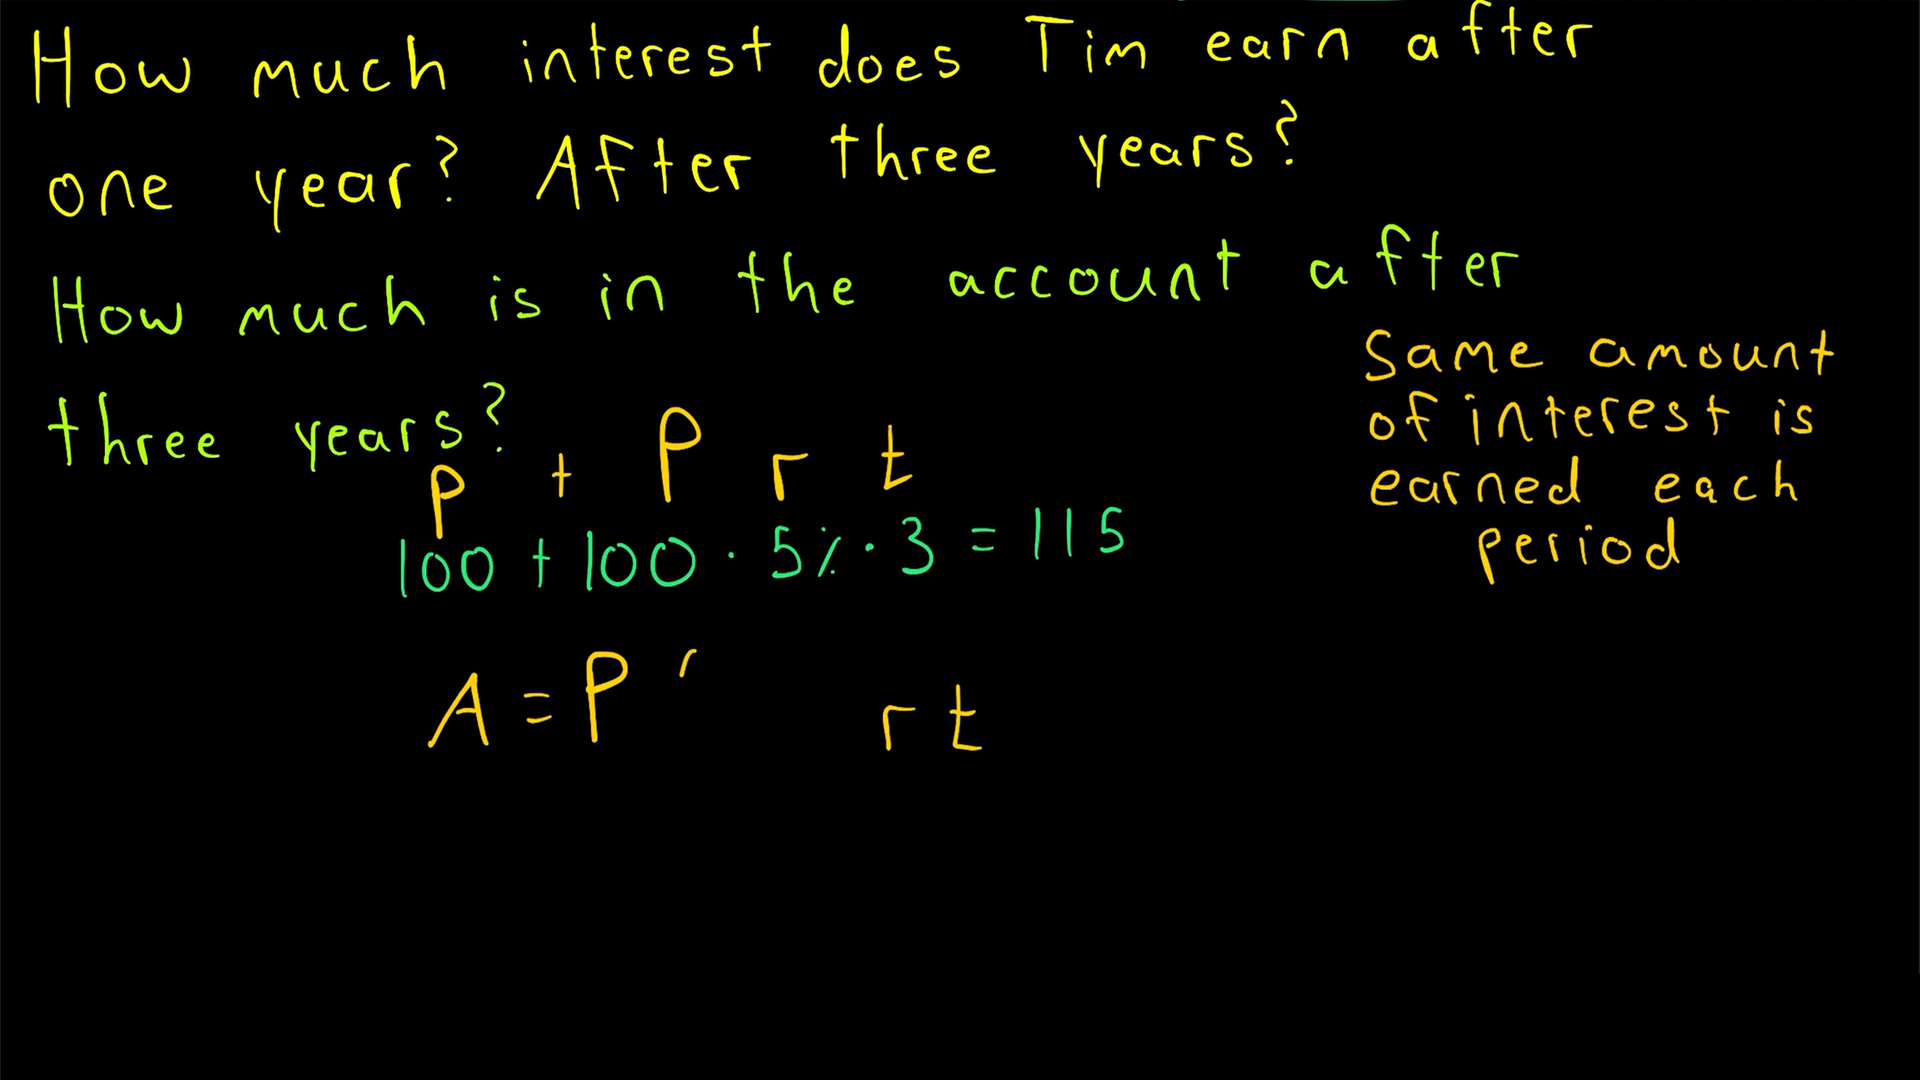 How much interest does Tim earn after
one year? After three years?
How much is in the account after
three years?
Same amount
of interest is
earned each
period
P + P r t
100 + 100 · 5% · 3 = 115
A = P ( r t